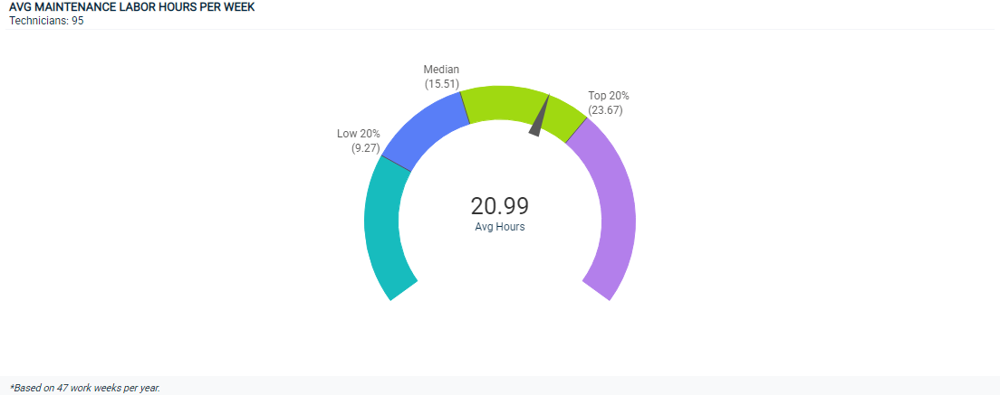 AVG MAINTENANCE LABOR HOURS PER WEEK
Technicians: 95
Median
(15.51)
Top 20%
(23.67)
Low 20%
(9.27)
20.99
Avg Hours
*Based on 47 work weeks per year.